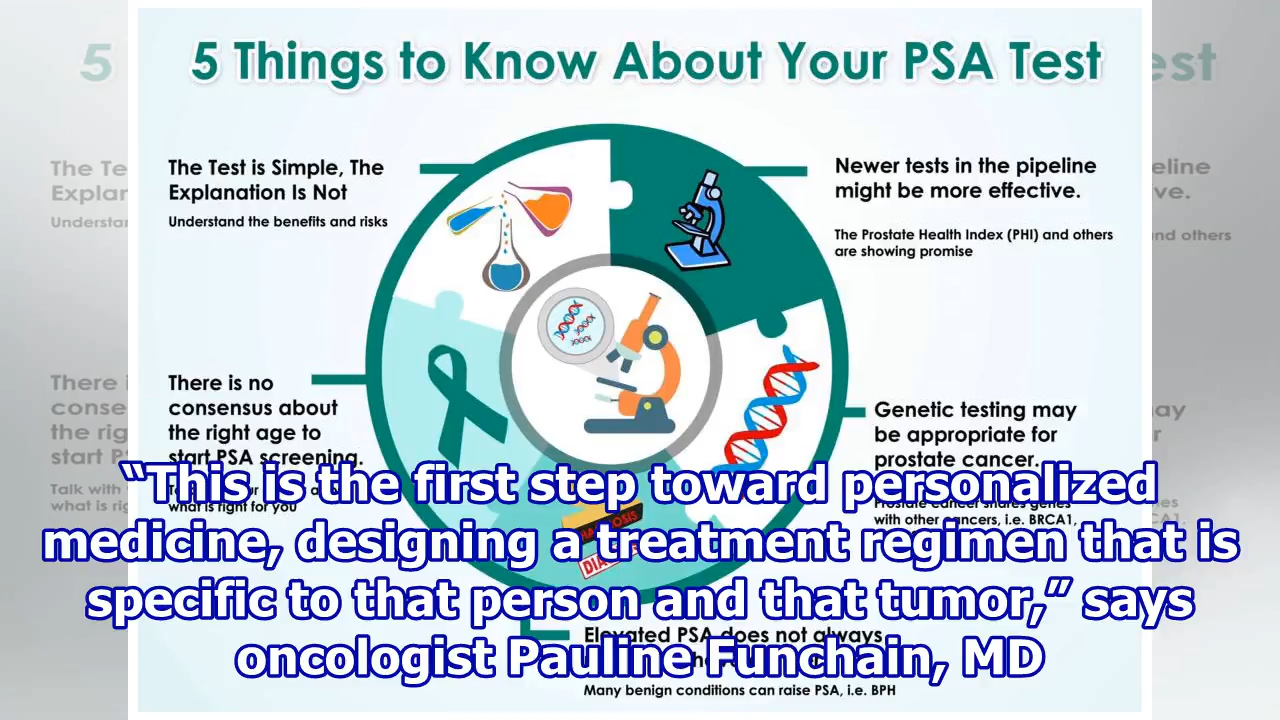 5 Things to Know About Your PSA Test
The Test is Simple, The
Explanation Is Not
Understand the benefits and risks
Newer tests in the pipeline
might be more effective.
The Prostate Health Index (PHI) and others
are showing promise
There is no
consensus about
the right age to
start PSA screening.
what is right for you
Genetic testing may
be appropriate for
prostate cancer.
Prostate cancer shares genes
with other cancers, i.e. BRCA1,
“This is the first step toward personalized
medicine, designing a treatment regimen that is
specific to that person and that tumor,” says
oncologist Pauline Funchain, MD
Elevated PSA does not always
Many benign conditions can raise PSA, i.e. BPH